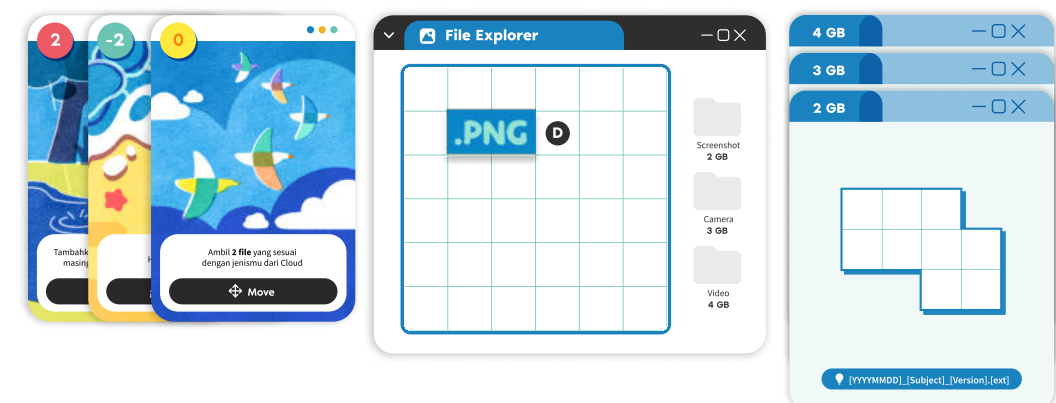 2
-2
0
Tambahk
masing
H
Ambil 2 file yang sesuai
dengan jenismu dari Cloud
Move
File Explorer
.PNG
D
Screenshot
2 GB
Camera
3 GB
Video
4 GB
4 GB
3 GB
2 GB
[YYYYMMDD]_[Subject]_[Version].[ext]